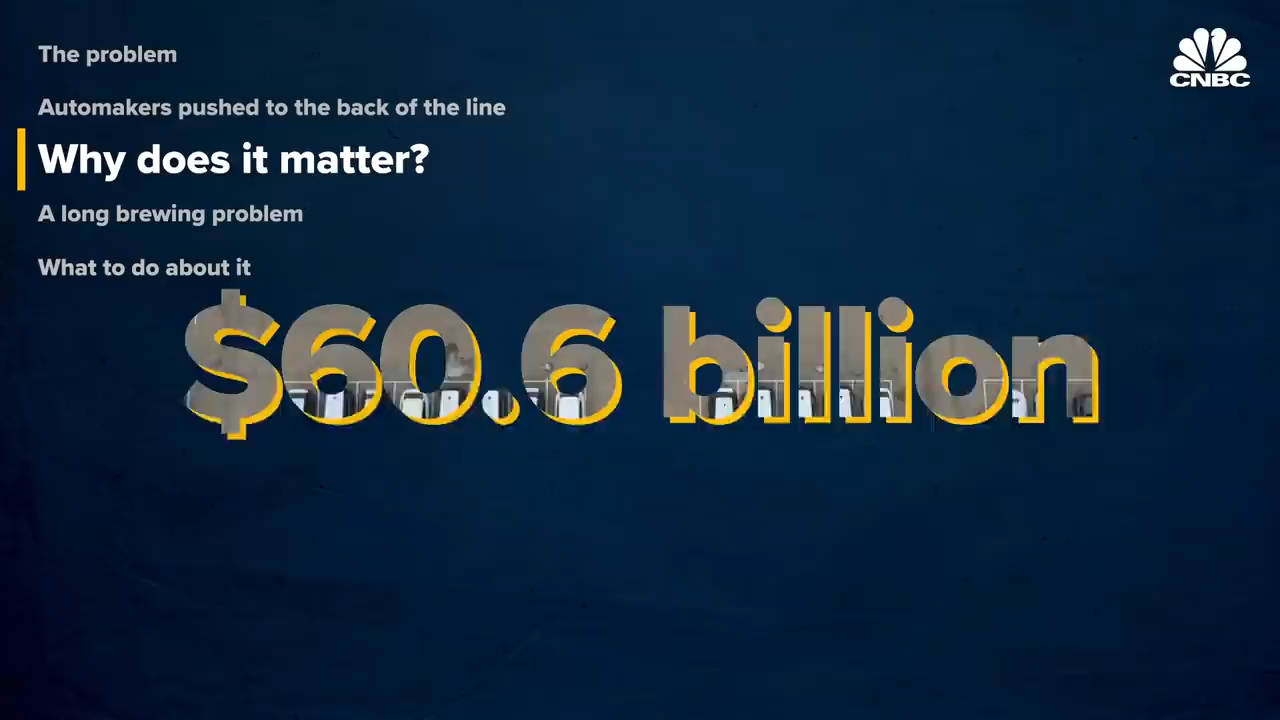 The problem
CNBC
Automakers pushed to the back of the line
Why does it matter?
A long brewing problem
What to do about it
$60.6 billion